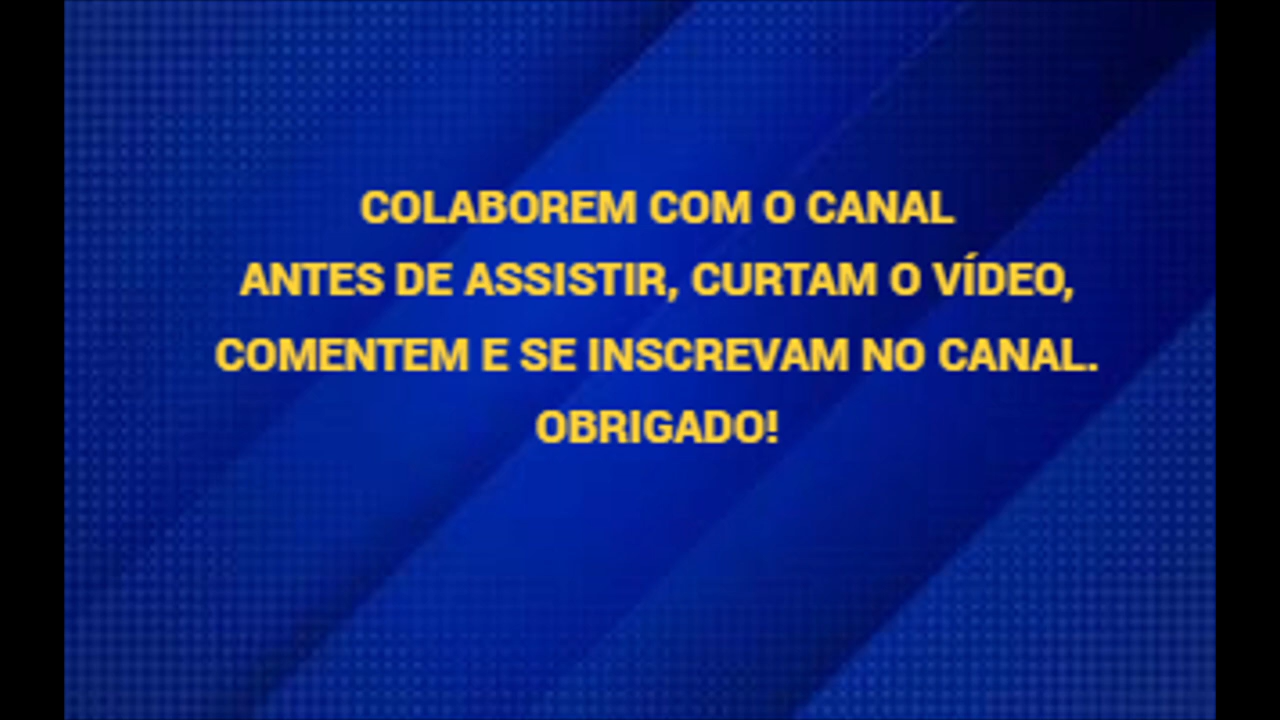 COLABOREM COM O CANAL
ANTES DE ASSISTIR, CURTAM O VÍDEO,
COMENTEM E SE INSCREVAM NO CANAL.
OBRIGADO!